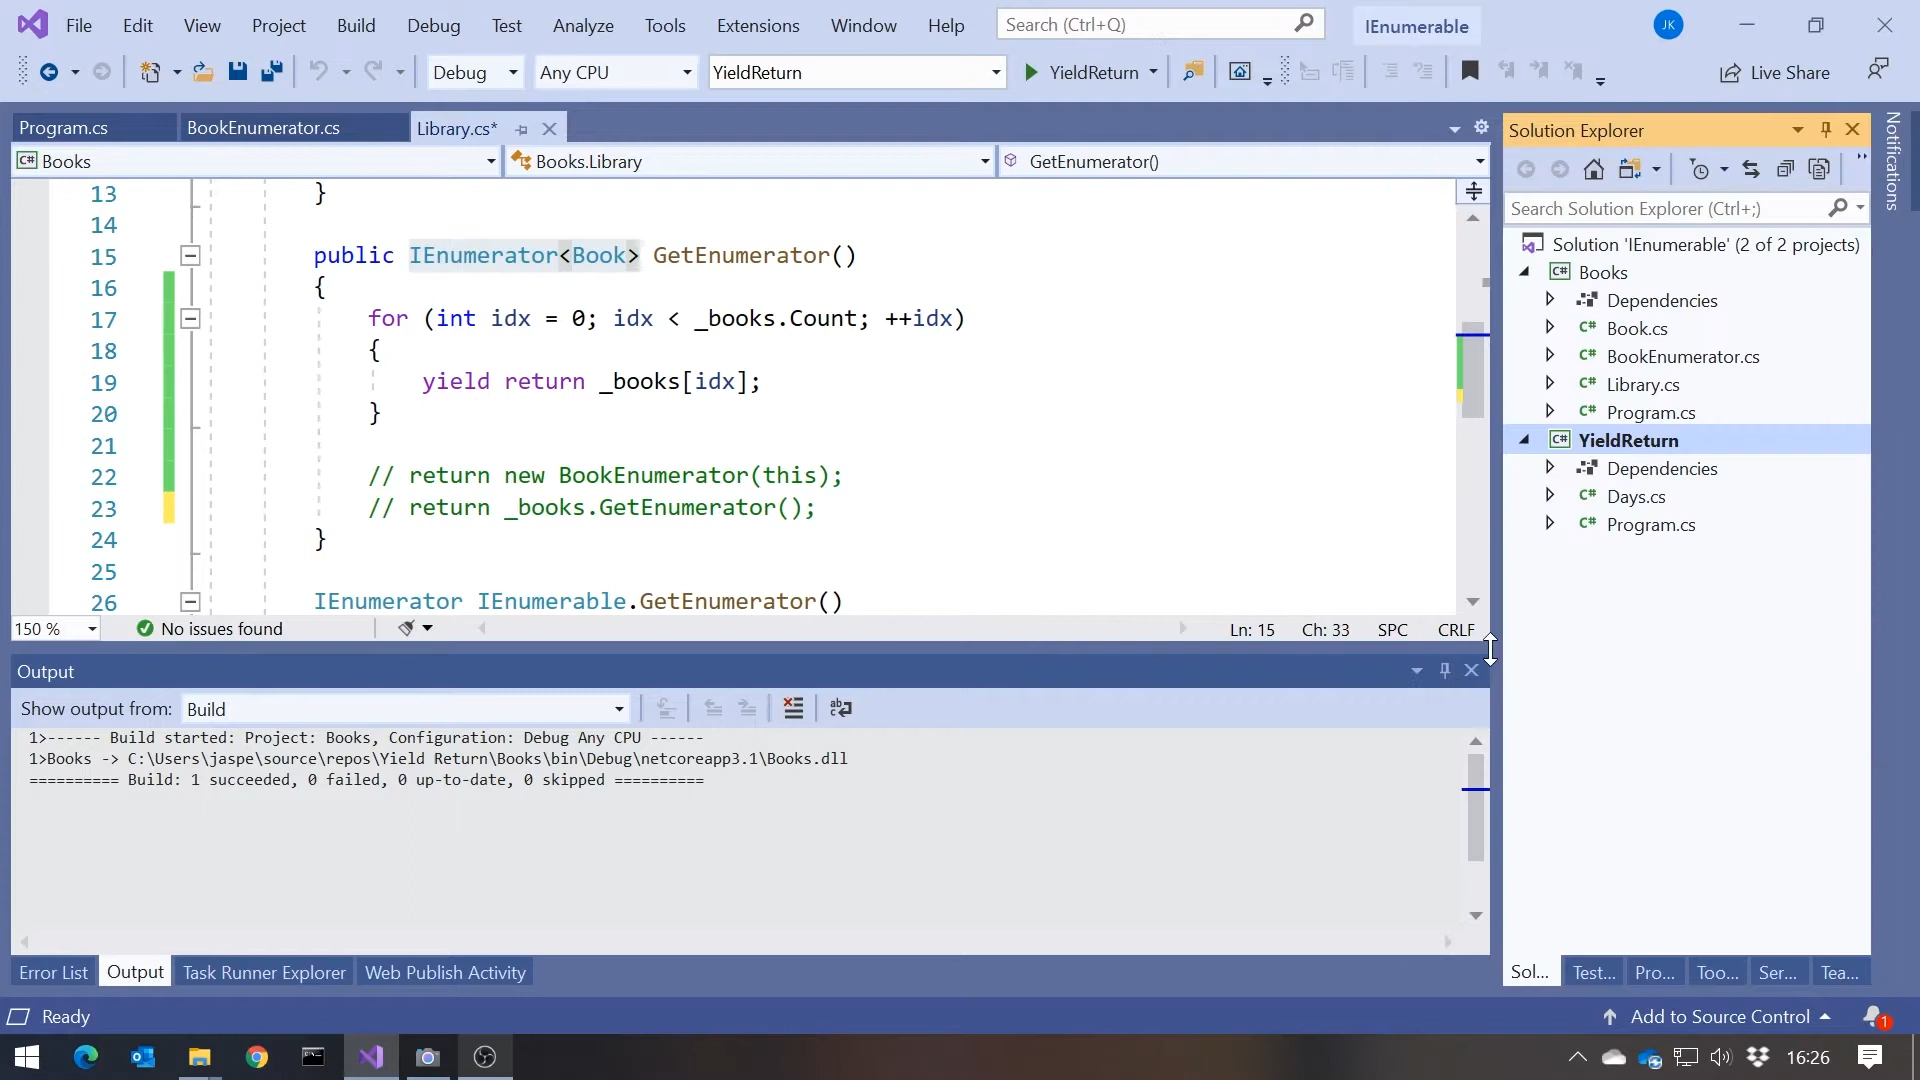 File Edit View Project Build Debug Test Analyze Tools Extensions Window Help Search (Ctrl+Q) IEnumerable JK
Debug Any CPU YieldReturn YieldReturn Live Share
Program.cs BookEnumerator.cs Library.cs*
Books Books.Library GetEnumerator()
13 }
14
15 public IEnumerator<Book> GetEnumerator()
16 {
17 for (int idx = 0; idx < _books.Count; ++idx)
18 {
19 yield return _books[idx];
20 }
21
22 // return new BookEnumerator(this);
23 // return _books.GetEnumerator();
24 }
25
26 IEnumerator IEnumerable.GetEnumerator()
150 % No issues found Ln: 15 Ch: 33 SPC CRLF
Output
Show output from: Build
1>------ Build started: Project: Books, Configuration: Debug Any CPU ------
1>Books -> C:\Users\jaspe\source\repos\Yield Return\Books\bin\Debug\netcoreapp3.1\Books.dll
========== Build: 1 succeeded, 0 failed, 0 up-to-date, 0 skipped ==========
Error List Output Task Runner Explorer Web Publish Activity
Solution Explorer
Search Solution Explorer (Ctrl+;)
Solution 'IEnumerable' (2 of 2 projects)
C# Books
Dependencies
C# Book.cs
C# BookEnumerator.cs
C# Library.cs
C# Program.cs
C# YieldReturn
Dependencies
C# Days.cs
C# Program.cs
Sol... Test... Pro... Too... Ser... Tea...
Notifications
Ready Add to Source Control 1
16:26